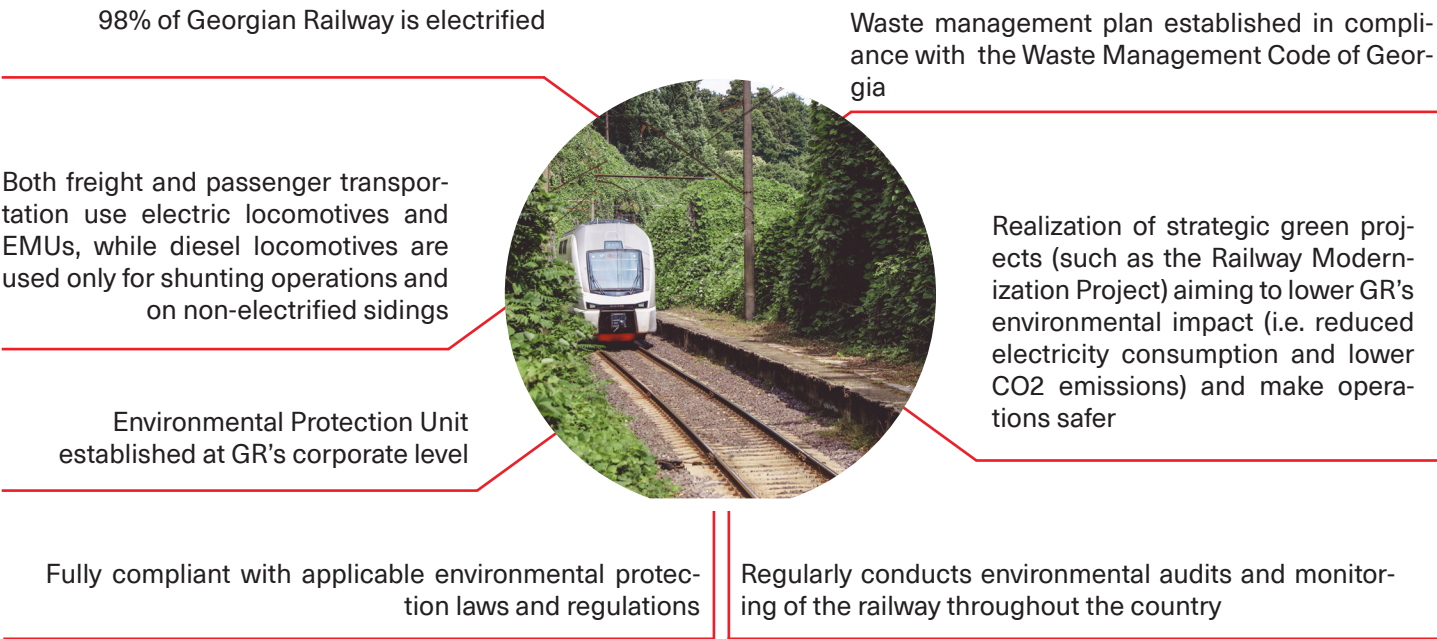 98% of Georgian Railway is electrified
Both freight and passenger transpor-
tation use electric locomotives and
EMUs, while diesel locomotives are
used only for shunting operations and
on non-electrified sidings
Environmental Protection Unit
established at GR's corporate level
Fully compliant with applicable environmental protec-
tion laws and regulations
Waste management plan established in compli-
ance with the Waste Management Code of Geor-
gia
Realization of strategic green proj-
ects (such as the Railway Modern-
ization Project) aiming to lower GR's
environmental impact (i.e. reduced
electricity consumption and lower
CO2 emissions) and make opera-
tions safer
Regularly conducts environmental audits and monitor-
ing of the railway throughout the country